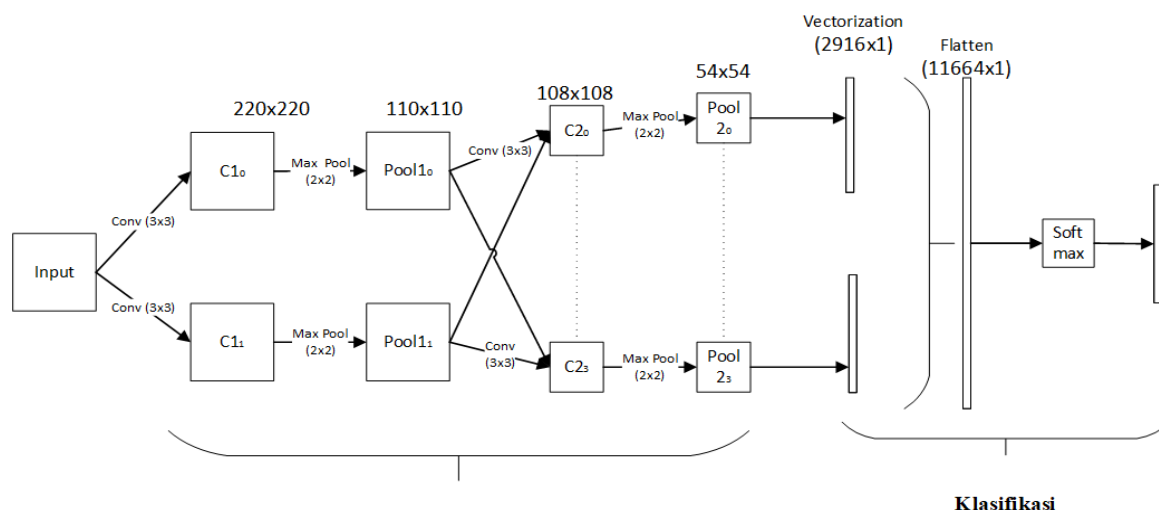 Vectorization
(2916x1)
Flatten
(11664x1)
54x54
108x108
220x220
110x110
Input
Conv (3x3)
Conv (3x3)
C1₀
Max Pool
(2x2)
Pool1₀
Conv (3x3)
C2₀
Max Pool
(2x2)
Pool
2₀
C1₁
Max Pool
(2x2)
Pool1₁
Conv
(3x3)
C2₃
Max Pool
(2x2)
Pool
2₃
Soft
max
Klasifikasi